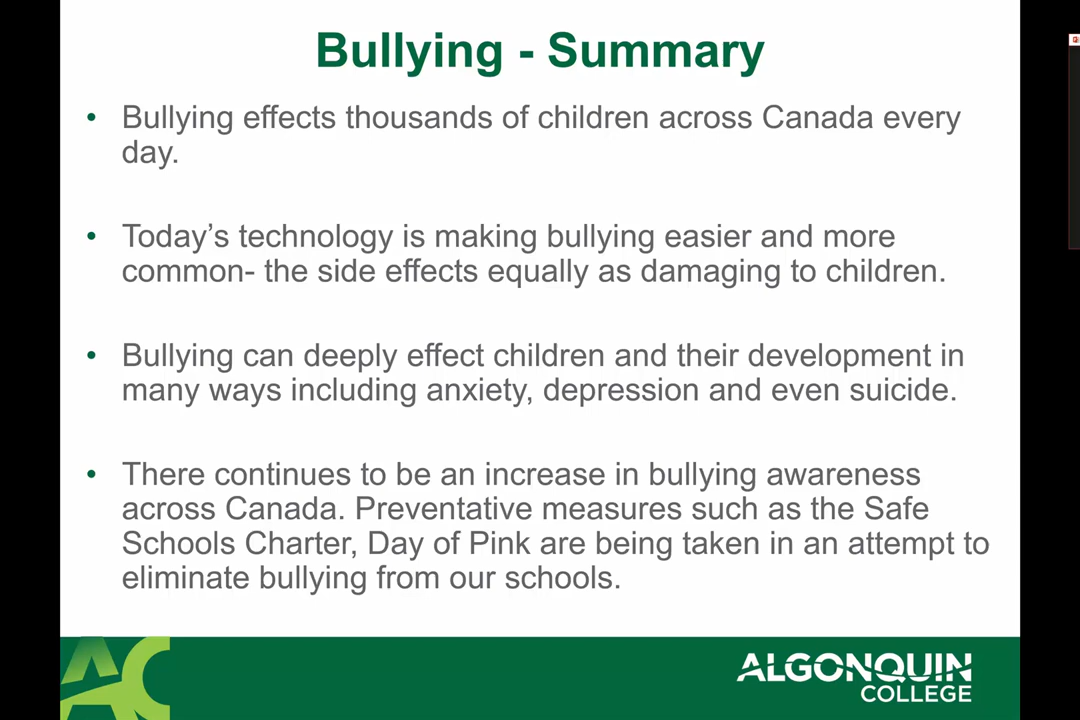 Bullying - Summary
• Bullying effects thousands of children across Canada every
day.
• Today’s technology is making bullying easier and more
common- the side effects equally as damaging to children.
• Bullying can deeply effect children and their development in
many ways including anxiety, depression and even suicide.
• There continues to be an increase in bullying awareness
across Canada. Preventative measures such as the Safe
Schools Charter, Day of Pink are being taken in an attempt to
eliminate bullying from our schools.
AC
ALGONQUIN
COLLEGE